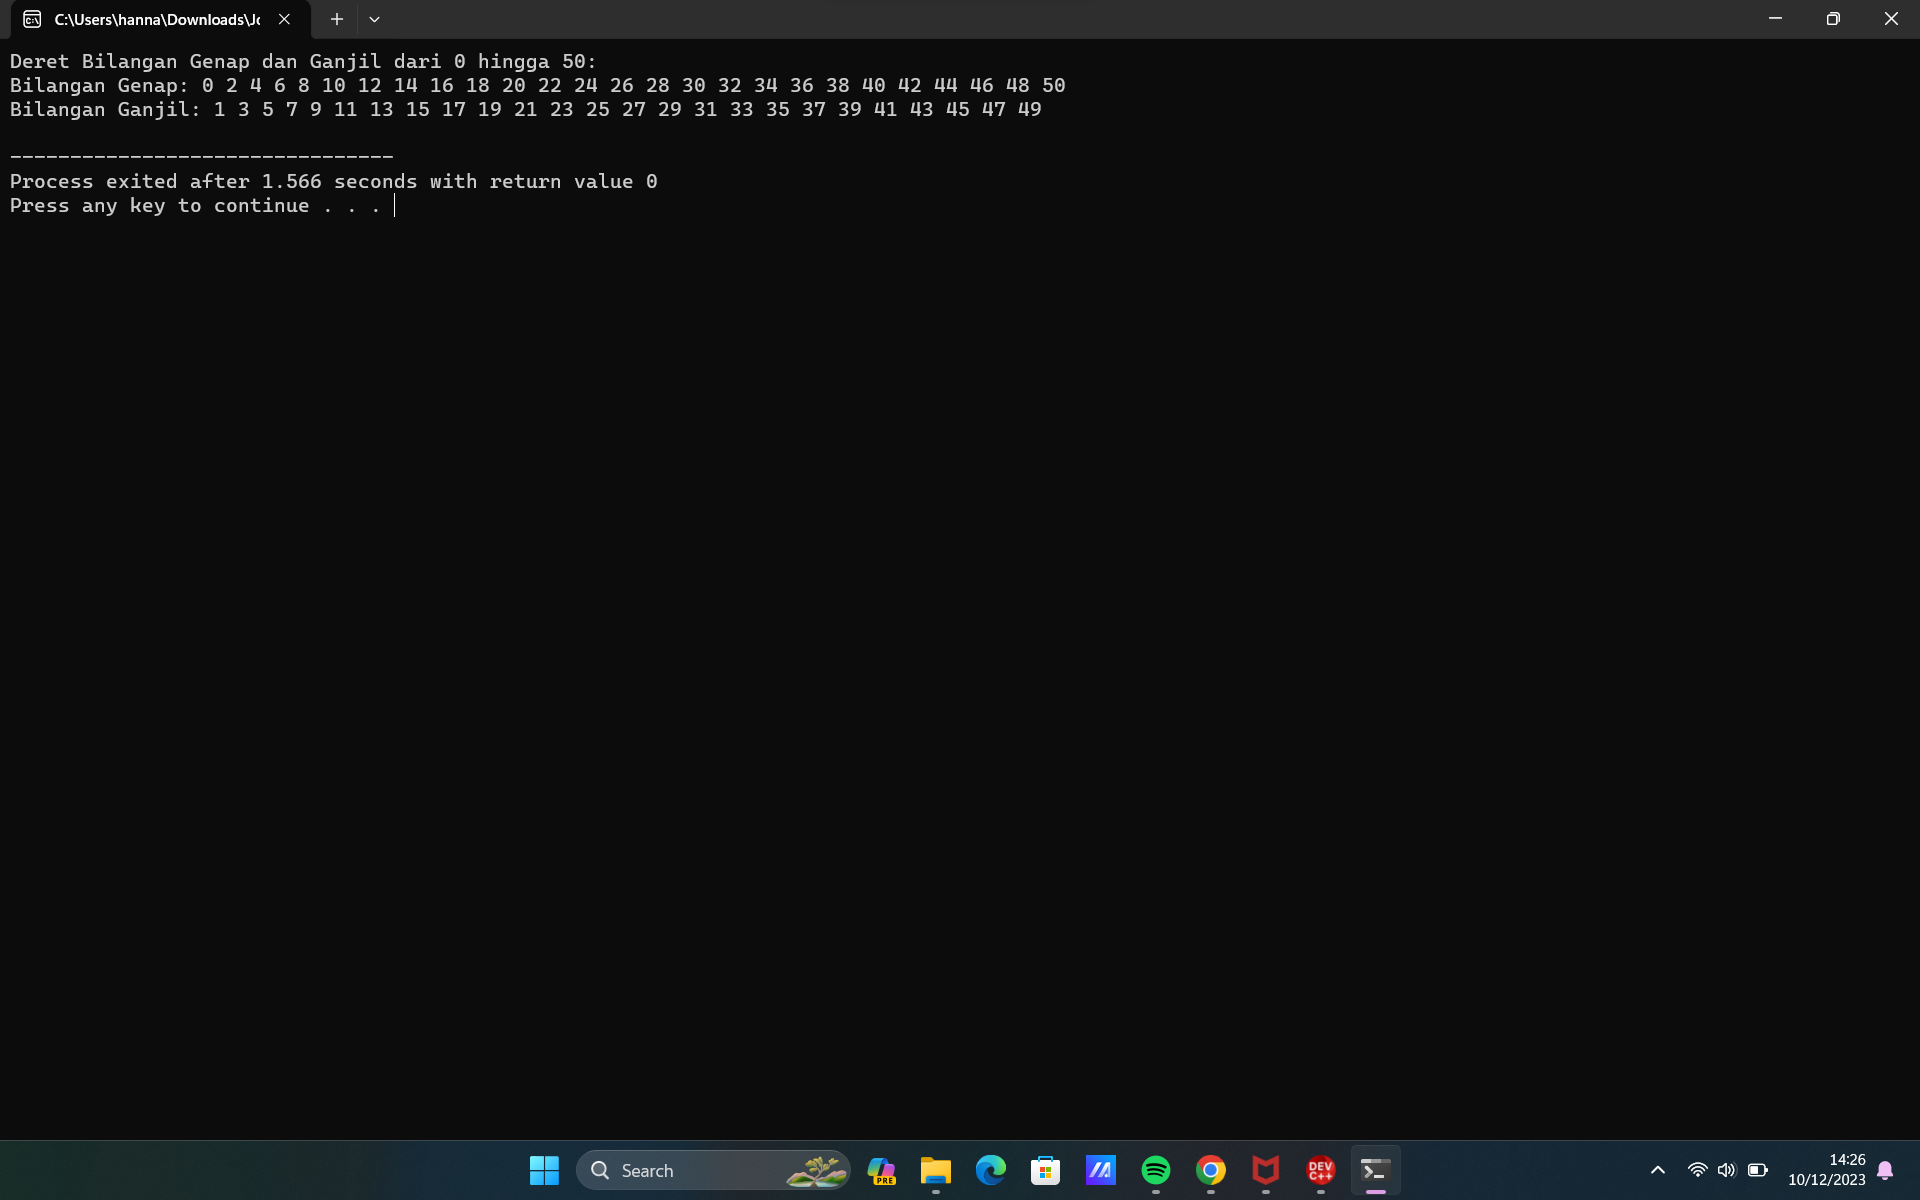 C:\Users\hanna\Downloads\Jo
Deret Bilangan Genap dan Ganjil dari 0 hingga 50:
Bilangan Genap: 0 2 4 6 8 10 12 14 16 18 20 22 24 26 28 30 32 34 36 38 40 42 44 46 48 50
Bilangan Ganjil: 1 3 5 7 9 11 13 15 17 19 21 23 25 27 29 31 33 35 37 39 41 43 45 47 49
--------------------------------
Process exited after 1.566 seconds with return value 0
Press any key to continue . . .
Search
PRE
DEV
C++
14:26
10/12/2023